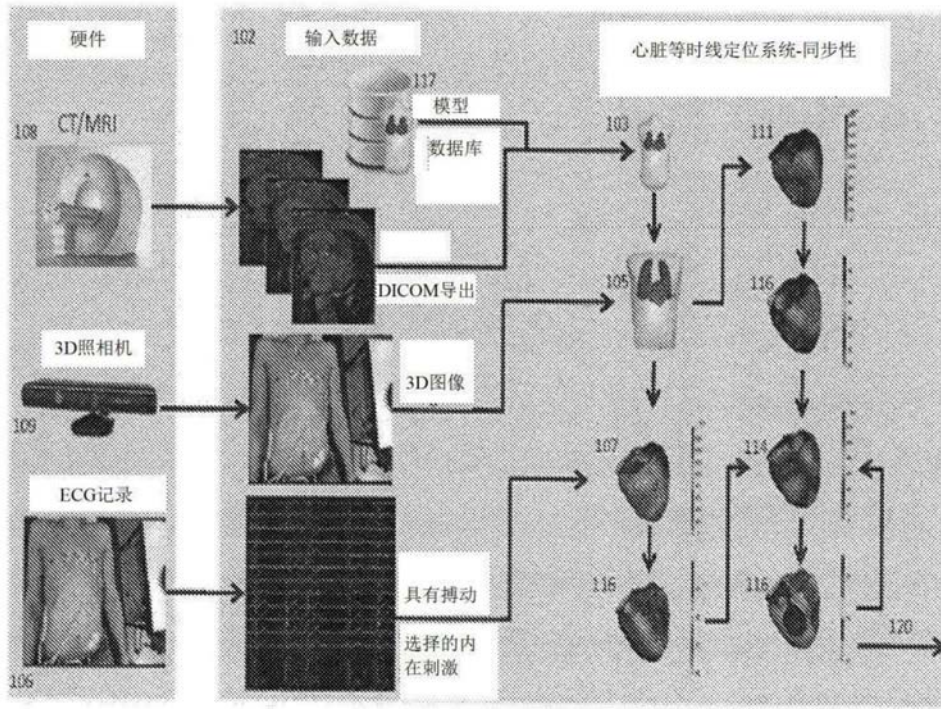 硬件
102
输入数据
心脏等时线定位系统-同步性
117
模型
数据库
108
CT/MRI
103
111
DICOM导出
105
116
3D照相机
3D图像
109
107
114
ECG记录
具有搏动
选择的内
在刺激
116
116
120
106